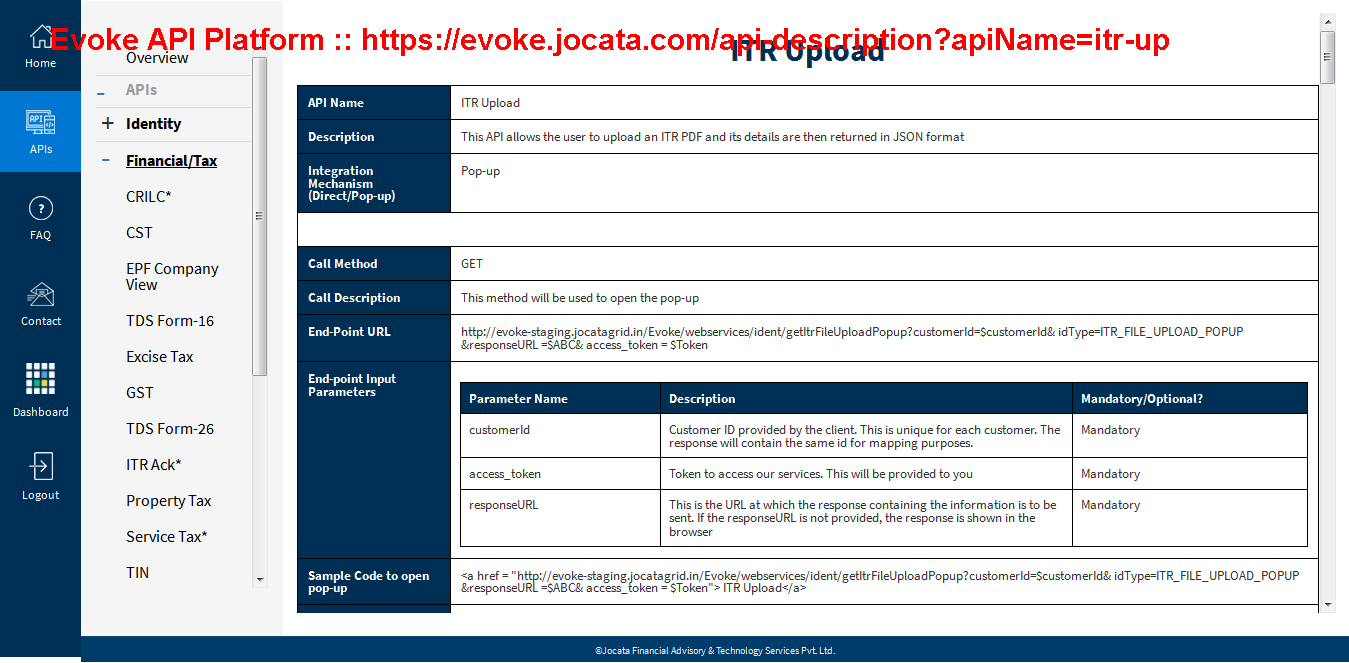 Evoke API Platform :: https://evoke.jocata.com/api-description?apiName=itr-up
Home
APIs
?
FAQ
Contact
Dashboard
Logout
Overview
APIs
Identity
Financial/Tax
CRILC*
CST
EPF Company
View
TDS Form-16
Excise Tax
GST
TDS Form-26
ITR Ack*
Property Tax
Service Tax*
TIN
ITR Upload
API Name
ITR Upload
Description
This API allows the user to upload an ITR PDF and its details are then returned in JSON format
Integration
Mechanism
(Direct/Pop-up)
Pop-up
Call Method
GET
Call Description
This method will be used to open the pop-up
End-Point URL
http://evoke-staging.jocatagrid.in/Evoke/webservices/ident/getItrFileUploadPopup?customerId=$customerId& idType=ITR_FILE_UPLOAD_POPUP
&responseURL =$ABC& access_token = $Token
End-point Input
Parameters
Parameter Name Description Mandatory/Optional?
customerId
Customer ID provided by the client. This is unique for each customer. The
response will contain the same id for mapping purposes.
Mandatory
access_token
Token to access our services. This will be provided to you
Mandatory
responseURL
This is the URL at which the response containing the information is to be
sent. If the responseURL is not provided, the response is shown in the
browser
Mandatory
Sample Code to open
pop-up
<a href = "http://evoke-staging.jocatagrid.in/Evoke/webservices/ident/getItrFileUploadPopup?customerId=$customerId& idType=ITR_FILE_UPLOAD_POPUP
&responseURL =$ABC& access_token = $Token"> ITR Upload</a>
©Jocata Financial Advisory & Technology Services Pvt. Ltd.